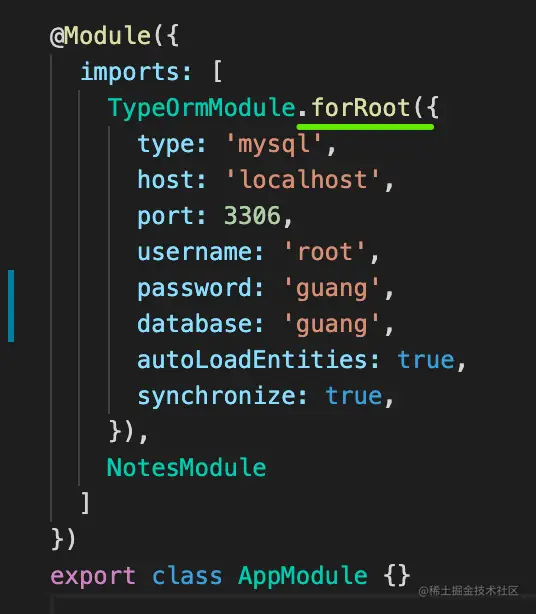 @Module({
  imports: [
    TypeOrmModule.forRoot({
      type: 'mysql',
      host: 'localhost',
      port: 3306,
      username: 'root',
      password: 'guang',
      database: 'guang',
      autoLoadEntities: true,
      synchronize: true,
    }),
    NotesModule
  ]
})
export class AppModule {}
@稀土掘金技术社区